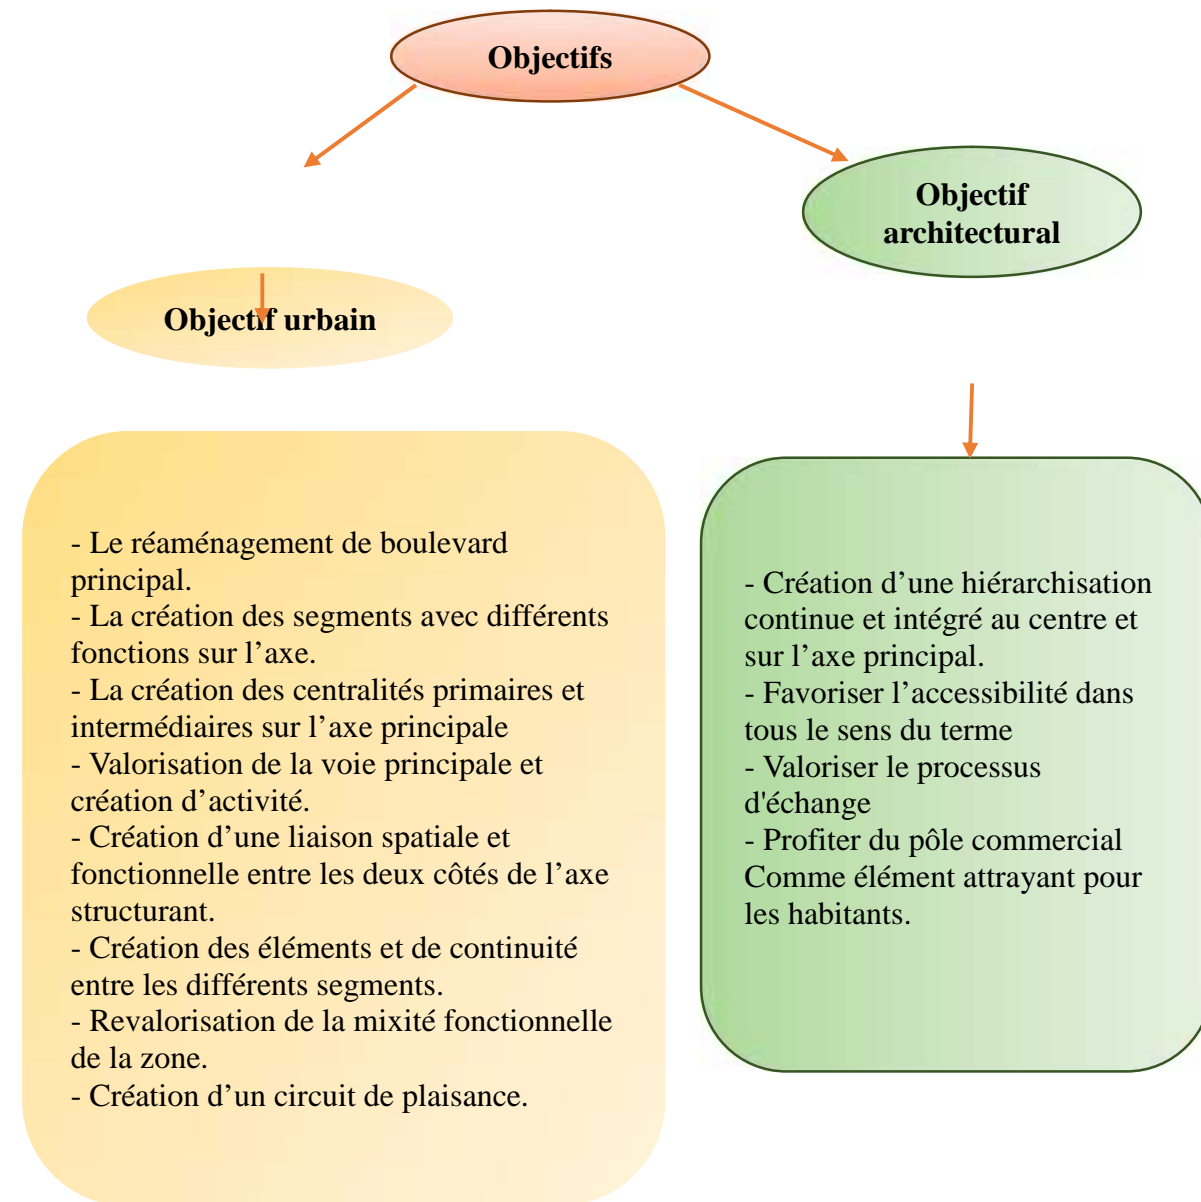 Objectifs
Objectif
architectural
Objectif urbain
- Le réaménagement de boulevard
principal.
- La création des segments avec différents
fonctions sur l’axe.
- La création des centralités primaires et
intermédiaires sur l’axe principale
- Valorisation de la voie principale et
création d’activité.
- Création d’une liaison spatiale et
fonctionnelle entre les deux côtés de l’axe
structurant.
- Création des éléments et de continuité
entre les différents segments.
- Revalorisation de la mixité fonctionnelle
de la zone.
- Création d’un circuit de plaisance.
- Création d’une hiérarchisation
continue et intégré au centre et
sur l’axe principal.
- Favoriser l’accessibilité dans
tous le sens du terme
- Valoriser le processus
d'échange
- Profiter du pôle commercial
Comme élément attrayant pour
les habitants.